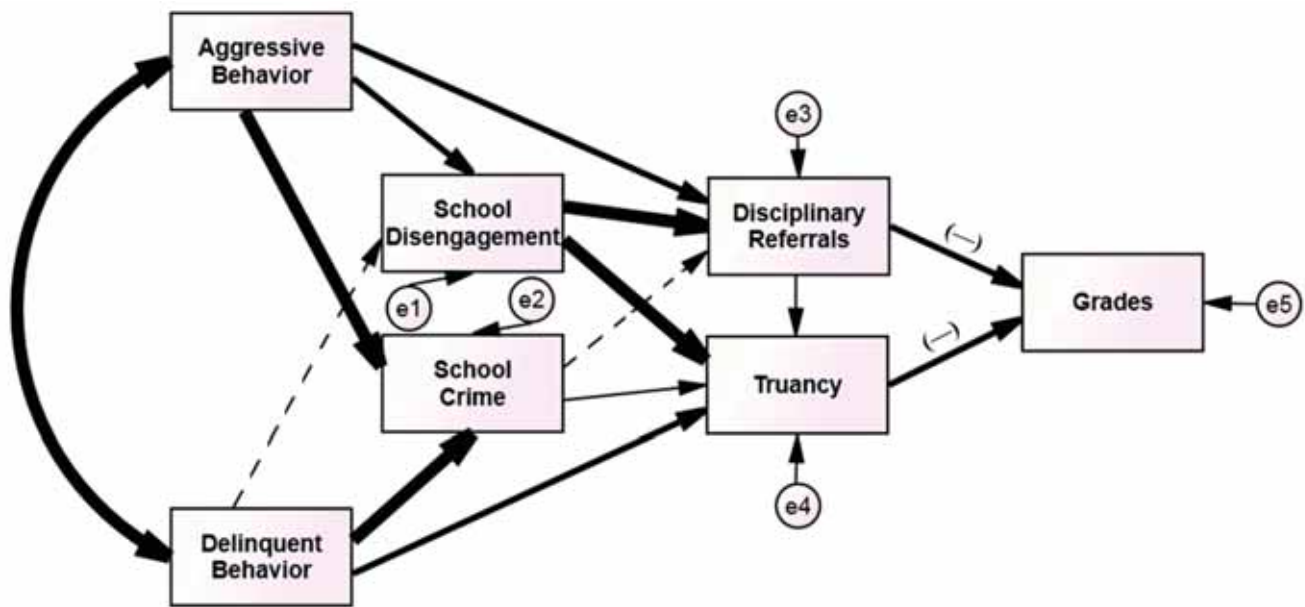 Aggressive
Behavior
e3
School
Disengagement
Disciplinary
Referrals
(—)
e1
e2
Grades
e5
(—)
School
Crime
Truancy
e4
Delinquent
Behavior